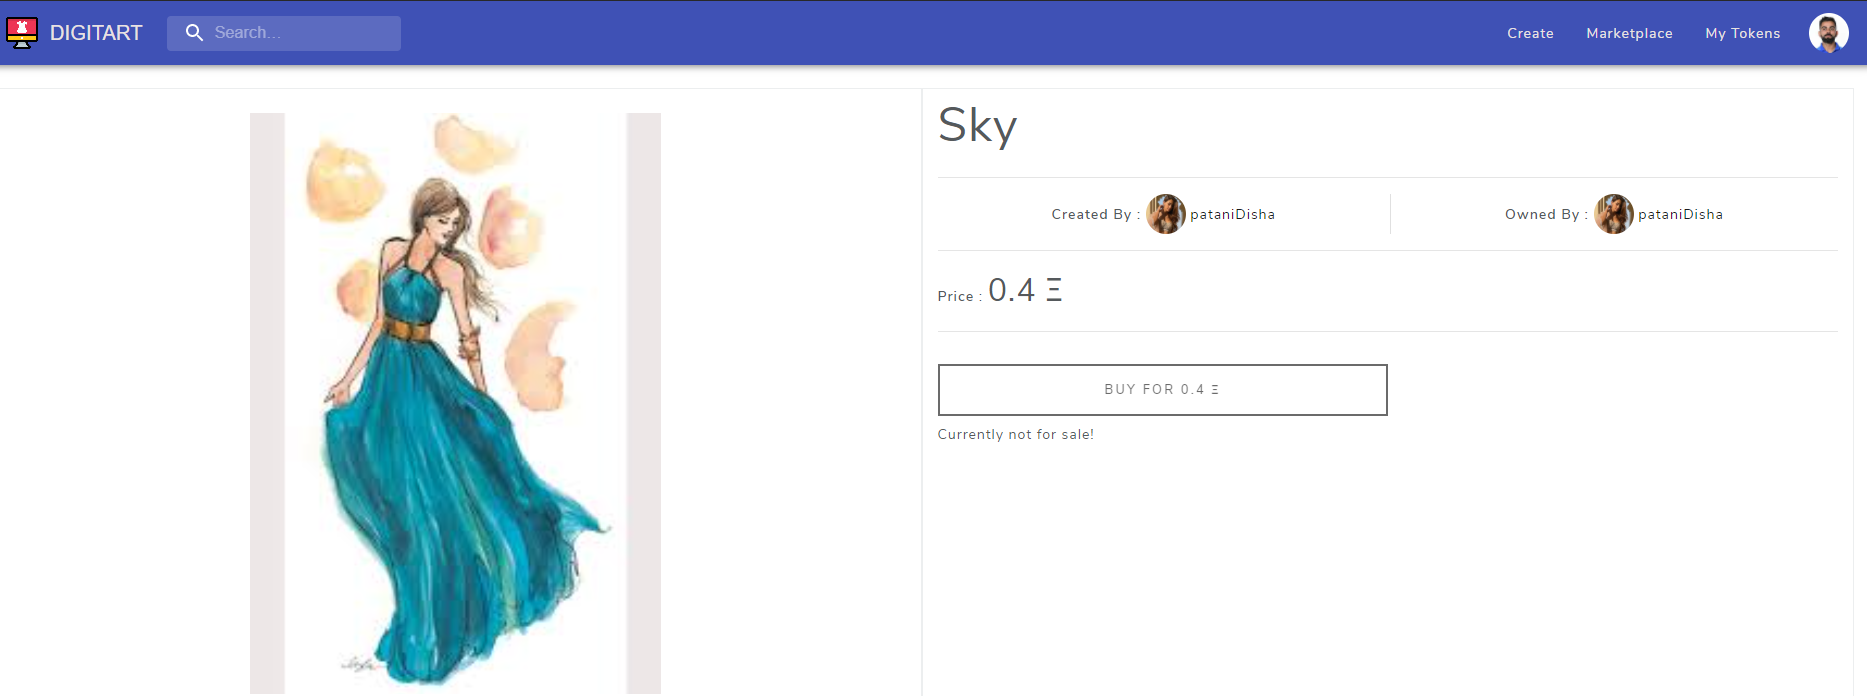 DIGITART
Search...
Create
Marketplace
My Tokens
Sky
Created By : pataniDisha
Owned By : pataniDisha
Price : 0.4 Ξ
BUY FOR 0.4 Ξ
Currently not for sale!